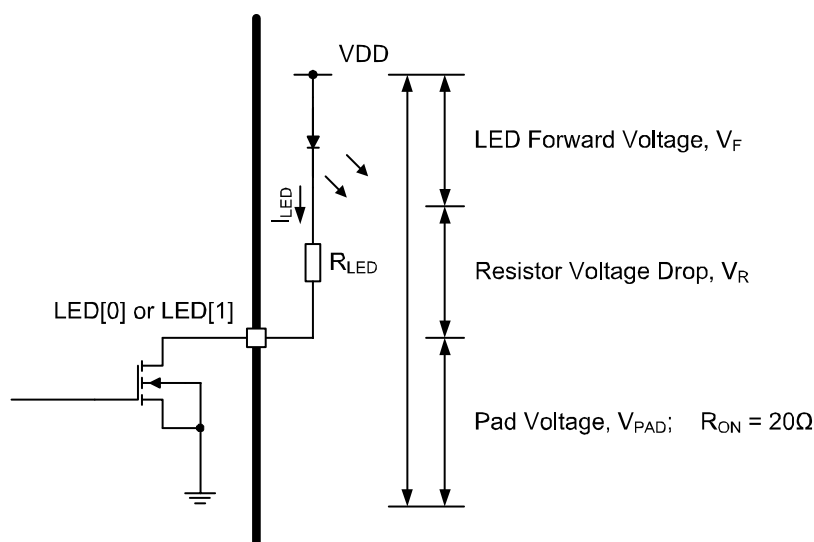 VDD
LED Forward Voltage, VF
ILED
RLED
Resistor Voltage Drop, VR
LED[0] or LED[1]
Pad Voltage, VPAD; RON = 20Ω